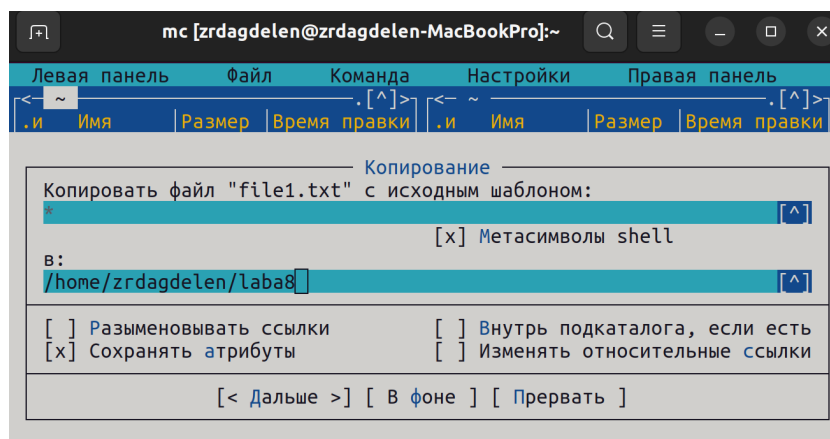 mc [zrdagdelen@zrdagdelen-MacBookPro]:~
Левая панель Файл Команда Настройки Правая панель
<— ~ .[^]> <— ~ .[^]>
.и Имя Размер Время правки .и Имя Размер Время правки
Копирование
Копировать файл "file1.txt" с исходным шаблоном:
* [^]
[x] Метасимволы shell
в:
/home/zrdagdelen/laba8 [^]
[ ] Разыменовывать ссылки [ ] Внутрь подкаталога, если есть
[x] Сохранять атрибуты [ ] Изменять относительные ссылки
[< Дальше >] [ В фоне ] [ Прервать ]